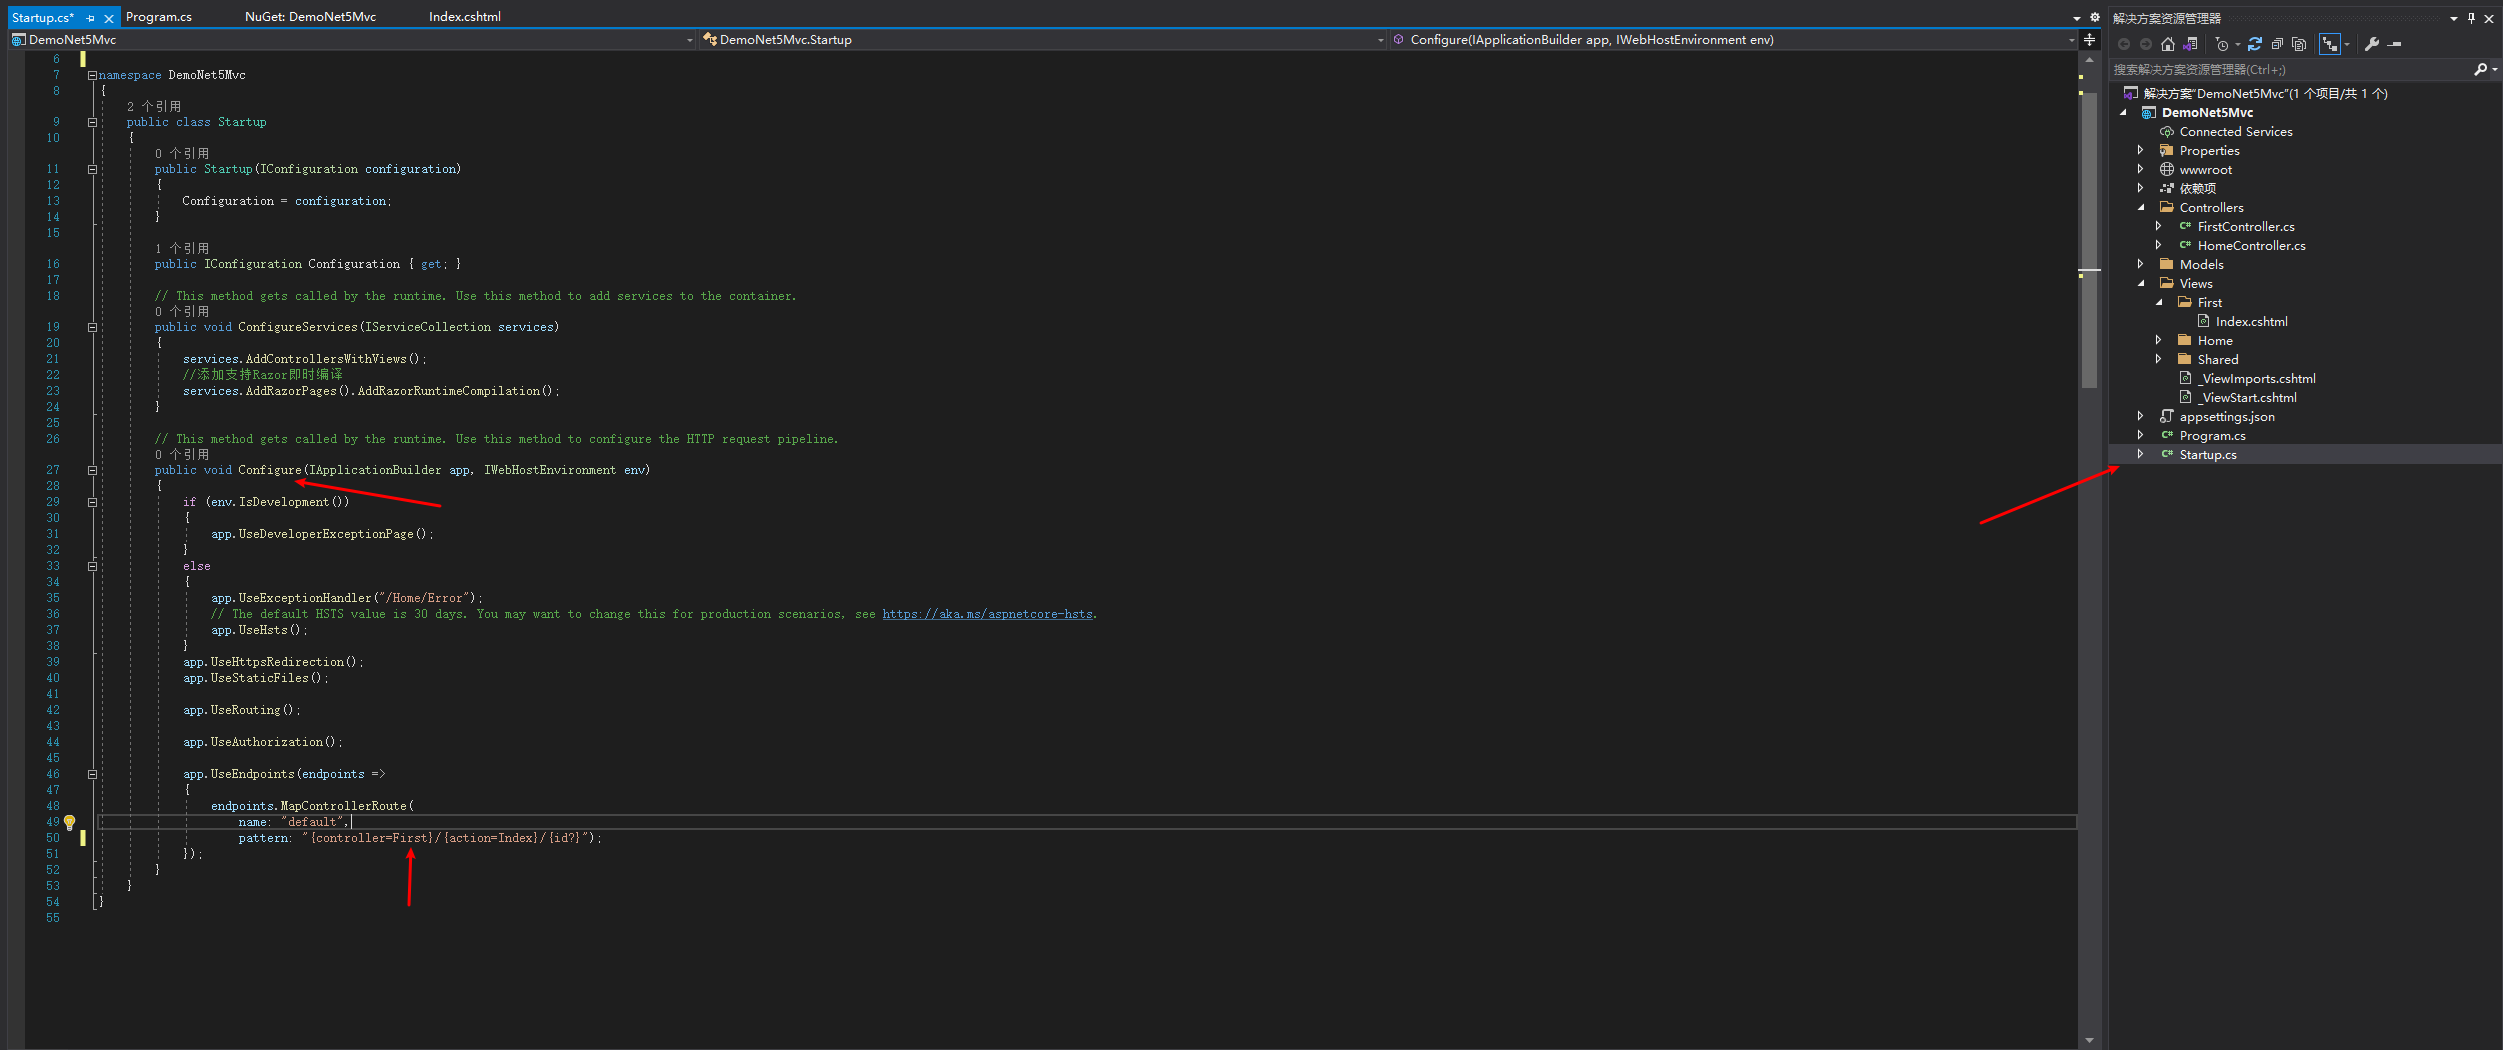 Startup.cs*
Program.cs
NuGet: DemoNet5Mvc
Index.cshtml
DemoNet5Mvc
DemoNet5Mvc.Startup
Configure(IApplicationBuilder app, IWebHostEnvironment env)
6
7 namespace DemoNet5Mvc
8 {
2 个引用
9 public class Startup
10 {
0 个引用
11 public Startup(IConfiguration configuration)
12 {
13 Configuration = configuration;
14 }
15
1 个引用
16 public IConfiguration Configuration { get; }
17
18 // This method gets called by the runtime. Use this method to add services to the container.
0 个引用
19 public void ConfigureServices(IServiceCollection services)
20 {
21 services.AddControllersWithViews();
22 //添加支持Razor即时编译
23 services.AddRazorPages().AddRazorRuntimeCompilation();
24 }
25
26 // This method gets called by the runtime. Use this method to configure the HTTP request pipeline.
0 个引用
27 public void Configure(IApplicationBuilder app, IWebHostEnvironment env)
28 {
29 if (env.IsDevelopment())
30 {
31 app.UseDeveloperExceptionPage();
32 }
33 else
34 {
35 app.UseExceptionHandler("/Home/Error");
36 // The default HSTS value is 30 days. You may want to change this for production scenarios, see https://aka.ms/aspnetcore-hsts.
37 app.UseHsts();
38 }
39 app.UseHttpsRedirection();
40 app.UseStaticFiles();
41
42 app.UseRouting();
43
44 app.UseAuthorization();
45
46 app.UseEndpoints(endpoints =>
47 {
48 endpoints.MapControllerRoute(
49 name: "default",
50 pattern: "{controller=First}/{action=Index}/{id?}");
51 });
52 }
53 }
54 }
55
解决方案资源管理器
搜索解决方案资源管理器(Ctrl+;)
解决方案"DemoNet5Mvc"(1 个项目/共 1 个)
DemoNet5Mvc
Connected Services
Properties
wwwroot
依赖项
Controllers
C# FirstController.cs
C# HomeController.cs
Models
Views
First
Index.cshtml
Home
Shared
_ViewImports.cshtml
_ViewStart.cshtml
appsettings.json
C# Program.cs
C# Startup.cs